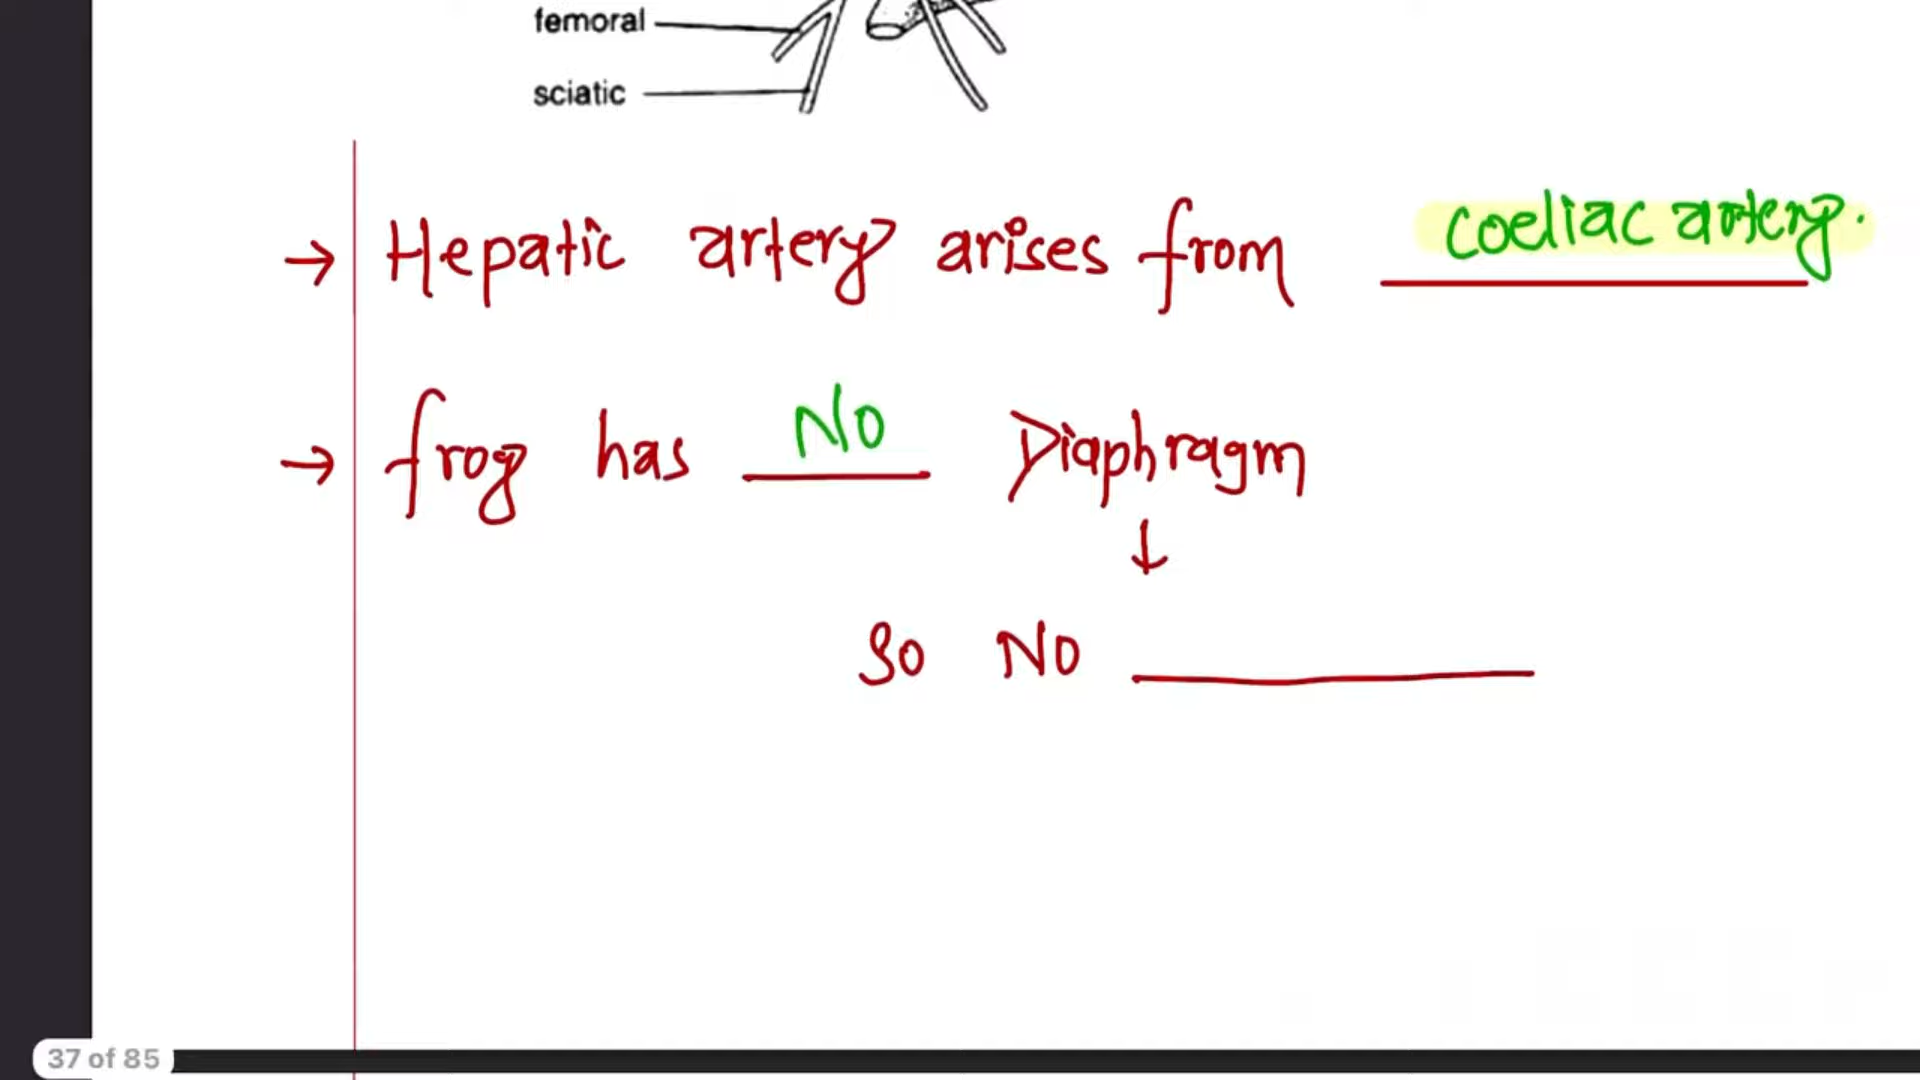 femoral
sciatic
→ Hepatic artery arises from coeliac artery.
→ frog has No Diaphragm
↓
So No
37 of 85